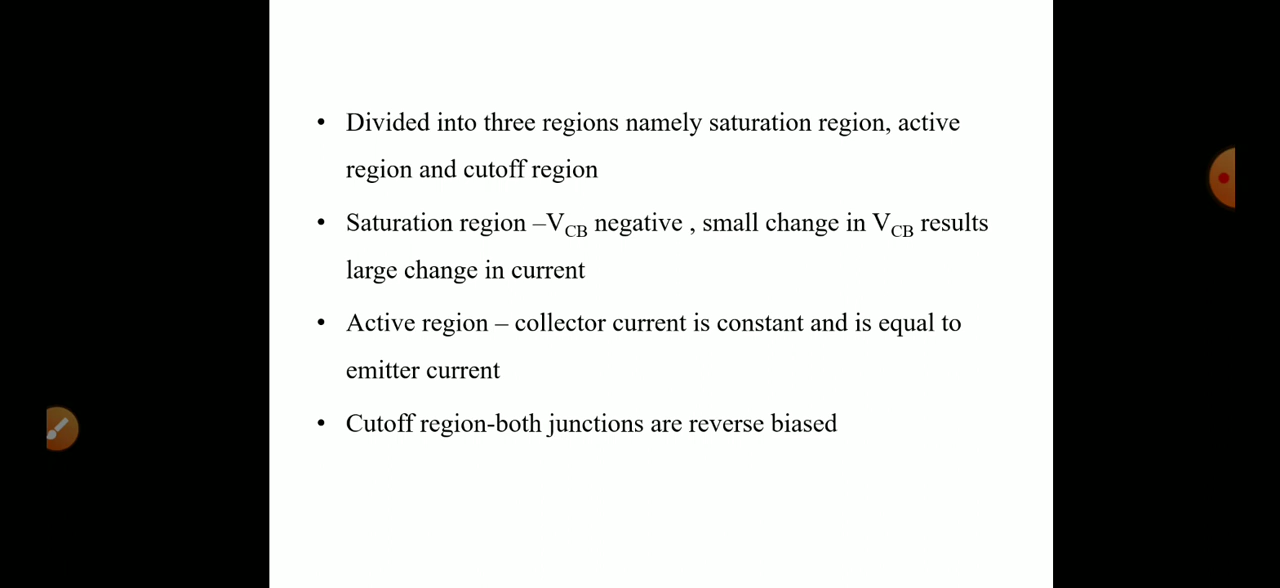 • Divided into three regions namely saturation region, active
region and cutoff region
• Saturation region –VCB negative , small change in VCB results
large change in current
• Active region – collector current is constant and is equal to
emitter current
• Cutoff region-both junctions are reverse biased